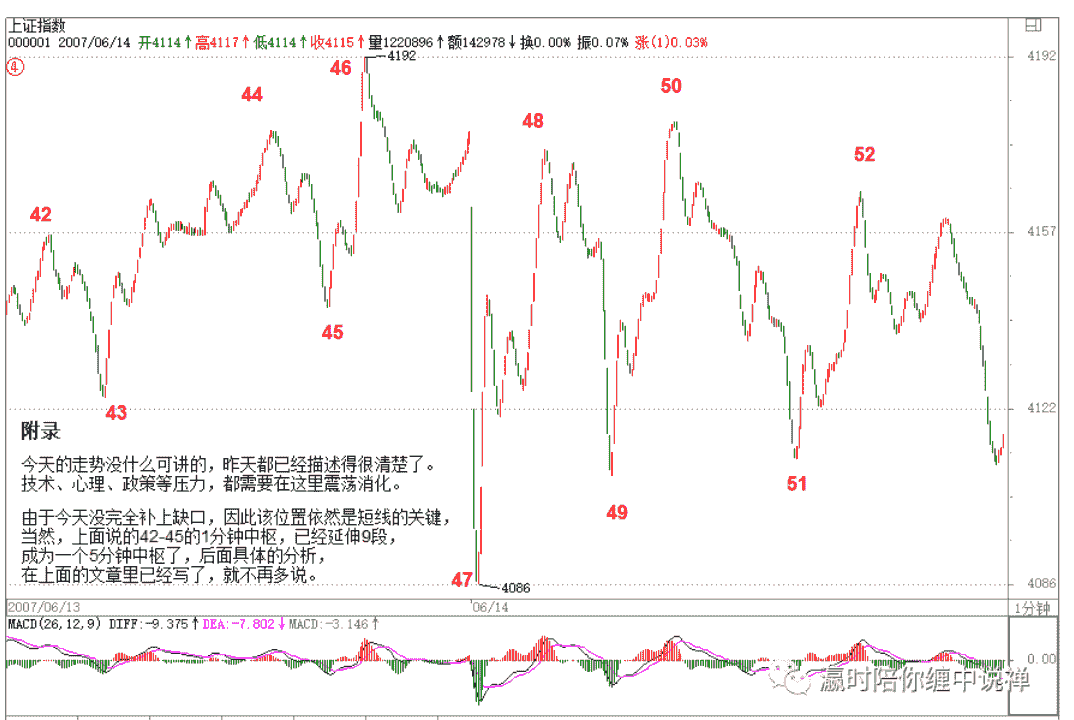 上证指数
000001 2007/06/14 开4114↑高4117↑低4114↑收4115↑量1220896↑额142978↓换0.00% 振0.07% 涨(1)0.03%
④
4192
4192
46
50
44
48
52
42
4157
45
43
4122
附录
今天的走势没什么可讲的，昨天都已经描述得很清楚了。
技术、心理、政策等压力，都需要在这里震荡消化。
51
49
由于今天没完全补上缺口，因此该位置依然是短线的关键，
当然，上面说的42-45的1分钟中枢，已经延伸9段，
成为一个5分钟中枢了，后面具体的分析，
在上面的文章里已经写了，就不再多说。
47
4086
4086
2007/06/13
06/14
1分钟
MACD(26,12,9) DIFF:-9.375↑DEA:-7.802↓MACD:-3.146↑
0.00
瀛时陪你缠中说禅